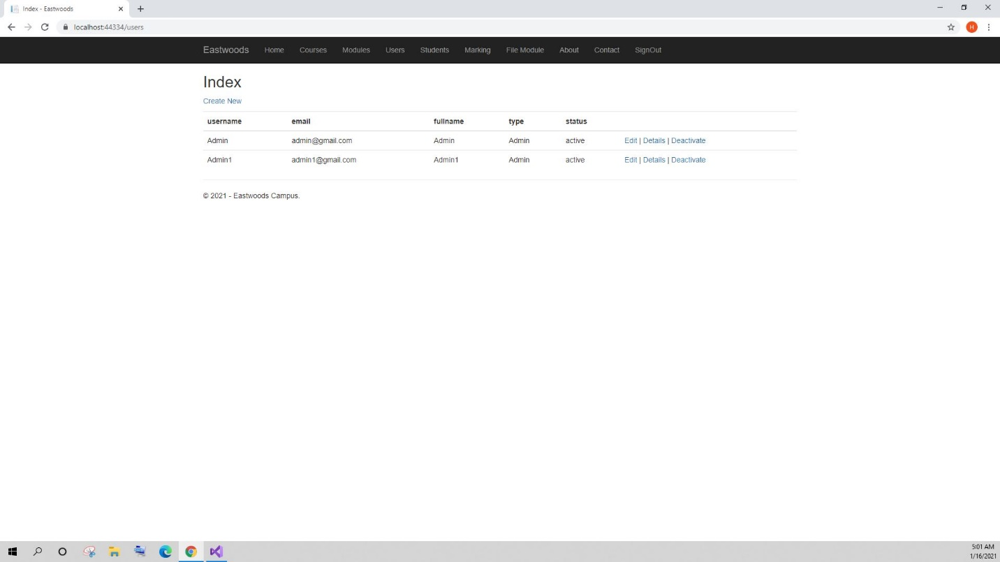 Index - Eastwoods
localhost:44334/users
H
Eastwoods Home Courses Modules Users Students Marking File Module About Contact SignOut
Index
Create New
username email fullname type status
Admin admin@gmail.com Admin Admin active Edit | Details | Deactivate
Admin1 admin1@gmail.com Admin1 Admin active Edit | Details | Deactivate
© 2021 - Eastwoods Campus.
5:01 AM
1/16/2021